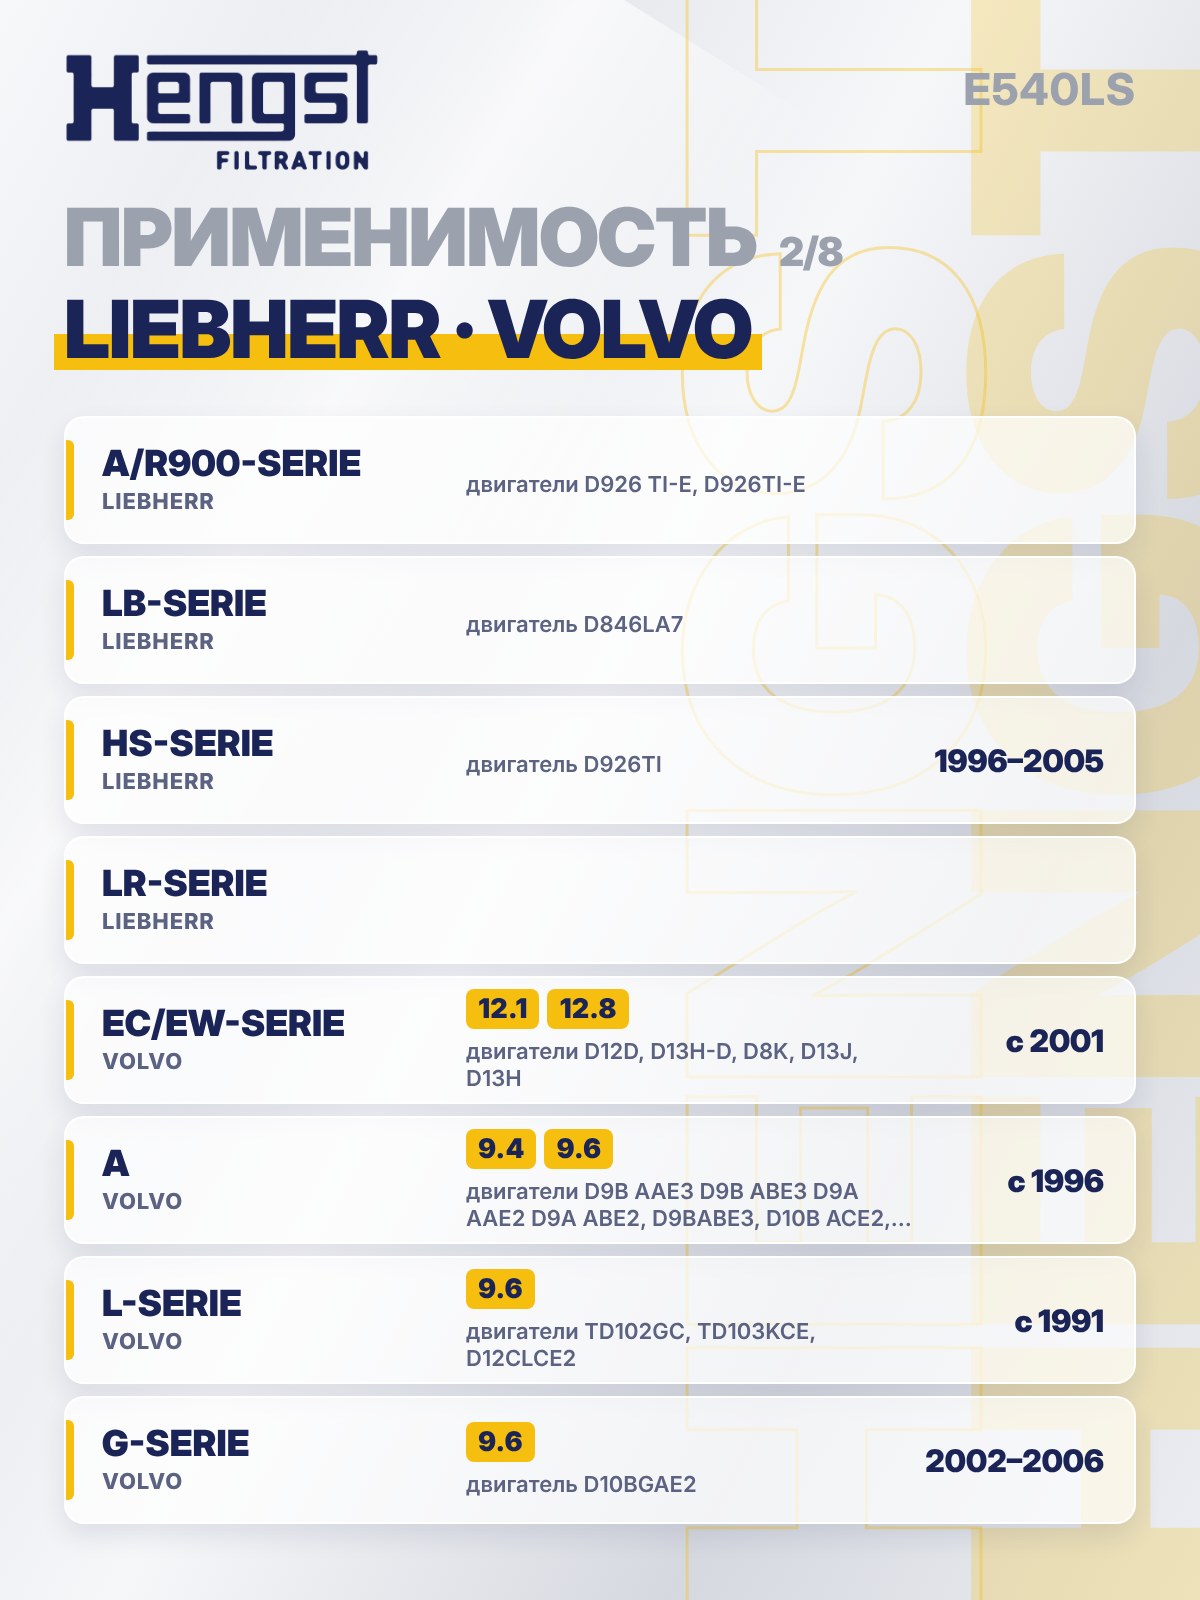 Hengst
FILTRATION
E540LS
ПРИМЕНИМОСТЬ 2/8
LIEBHERR · VOLVO
A/R900-SERIE
LIEBHERR
двигатели D926 TI-E, D926TI-E
LB-SERIE
LIEBHERR
двигатель D846LA7
HS-SERIE
LIEBHERR
двигатель D926TI
1996–2005
LR-SERIE
LIEBHERR
EC/EW-SERIE
VOLVO
12.1 12.8
двигатели D12D, D13H-D, D8K, D13J,
D13H
с 2001
A
VOLVO
9.4 9.6
двигатели D9B AAE3 D9B ABE3 D9A
AAE2 D9A ABE2, D9BABE3, D10B ACE2,...
с 1996
L-SERIE
VOLVO
9.6
двигатели TD102GC, TD103KCE,
D12CLCE2
с 1991
G-SERIE
VOLVO
9.6
двигатель D10BGAE2
2002–2006
HENGST
HENGST